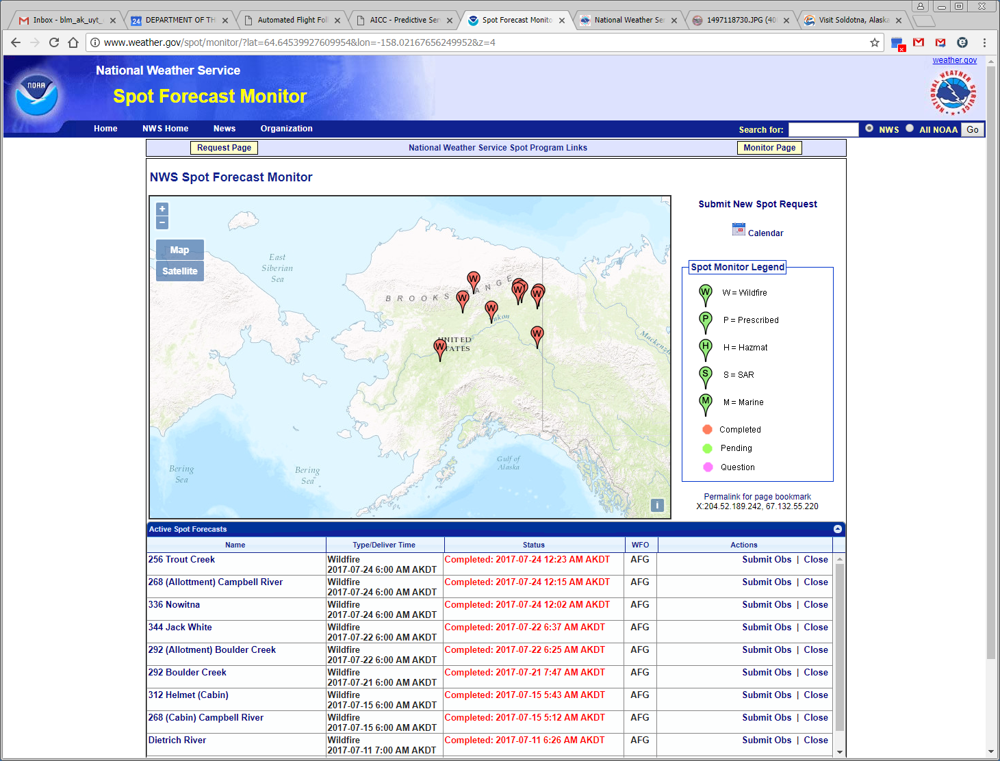 Inbox - blm_ak_uyt_
24 DEPARTMENT OF TH
Automated Flight Foll
AICC - Predictive Ser
Spot Forecast Monito
National Weather Ser
1497118730.JPG (40
Visit Soldotna, Alaska
www.weather.gov/spot/monitor/?lat=64.64539927609954&lon=-158.02167656249952&z=4
weather.gov
NOAA
National Weather Service
Spot Forecast Monitor
NATIONAL WEATHER SERVICE
Home NWS Home News Organization Search for: NWS All NOAA Go
Request Page National Weather Service Spot Program Links Monitor Page
NWS Spot Forecast Monitor
+
−
Map
Satellite
East
Siberian
Sea
BROOKS RANGE
Yukon
UNITED
STATES
Mackenzi
Gulf of
Alaska
Bering
Sea
Bering
Sea
W
W
W
W
W
W
W
i
Submit New Spot Request
Calendar
Spot Monitor Legend
W W = Wildfire
P P = Prescribed
H H = Hazmat
S S = SAR
M M = Marine
Completed
Pending
Question
Permalink for page bookmark
X:204.52.189.242, 67.132.55.220
Active Spot Forecasts
Name Type/Deliver Time Status WFO Actions
256 Trout Creek Wildfire Completed: 2017-07-24 12:23 AM AKDT AFG Submit Obs | Close
2017-07-24 6:00 AM AKDT
268 (Allottment) Campbell River Wildfire Completed: 2017-07-24 12:15 AM AKDT AFG Submit Obs | Close
2017-07-24 6:00 AM AKDT
336 Nowitna Wildfire Completed: 2017-07-24 12:02 AM AKDT AFG Submit Obs | Close
2017-07-24 6:00 AM AKDT
344 Jack White Wildfire Completed: 2017-07-22 6:37 AM AKDT AFG Submit Obs | Close
2017-07-22 6:00 AM AKDT
292 (Allotment) Boulder Creek Wildfire Completed: 2017-07-22 6:25 AM AKDT AFG Submit Obs | Close
2017-07-22 6:00 AM AKDT
292 Boulder Creek Wildfire Completed: 2017-07-21 7:47 AM AKDT AFG Submit Obs | Close
2017-07-21 6:00 AM AKDT
312 Helmet (Cabin) Wildfire Completed: 2017-07-15 5:43 AM AKDT AFG Submit Obs | Close
2017-07-15 6:00 AM AKDT
268 (Cabin) Campbell River Wildfire Completed: 2017-07-15 5:12 AM AKDT AFG Submit Obs | Close
2017-07-15 6:00 AM AKDT
Dietrich River Wildfire Completed: 2017-07-11 6:26 AM AKDT AFG Submit Obs | Close
2017-07-11 7:00 AM AKDT